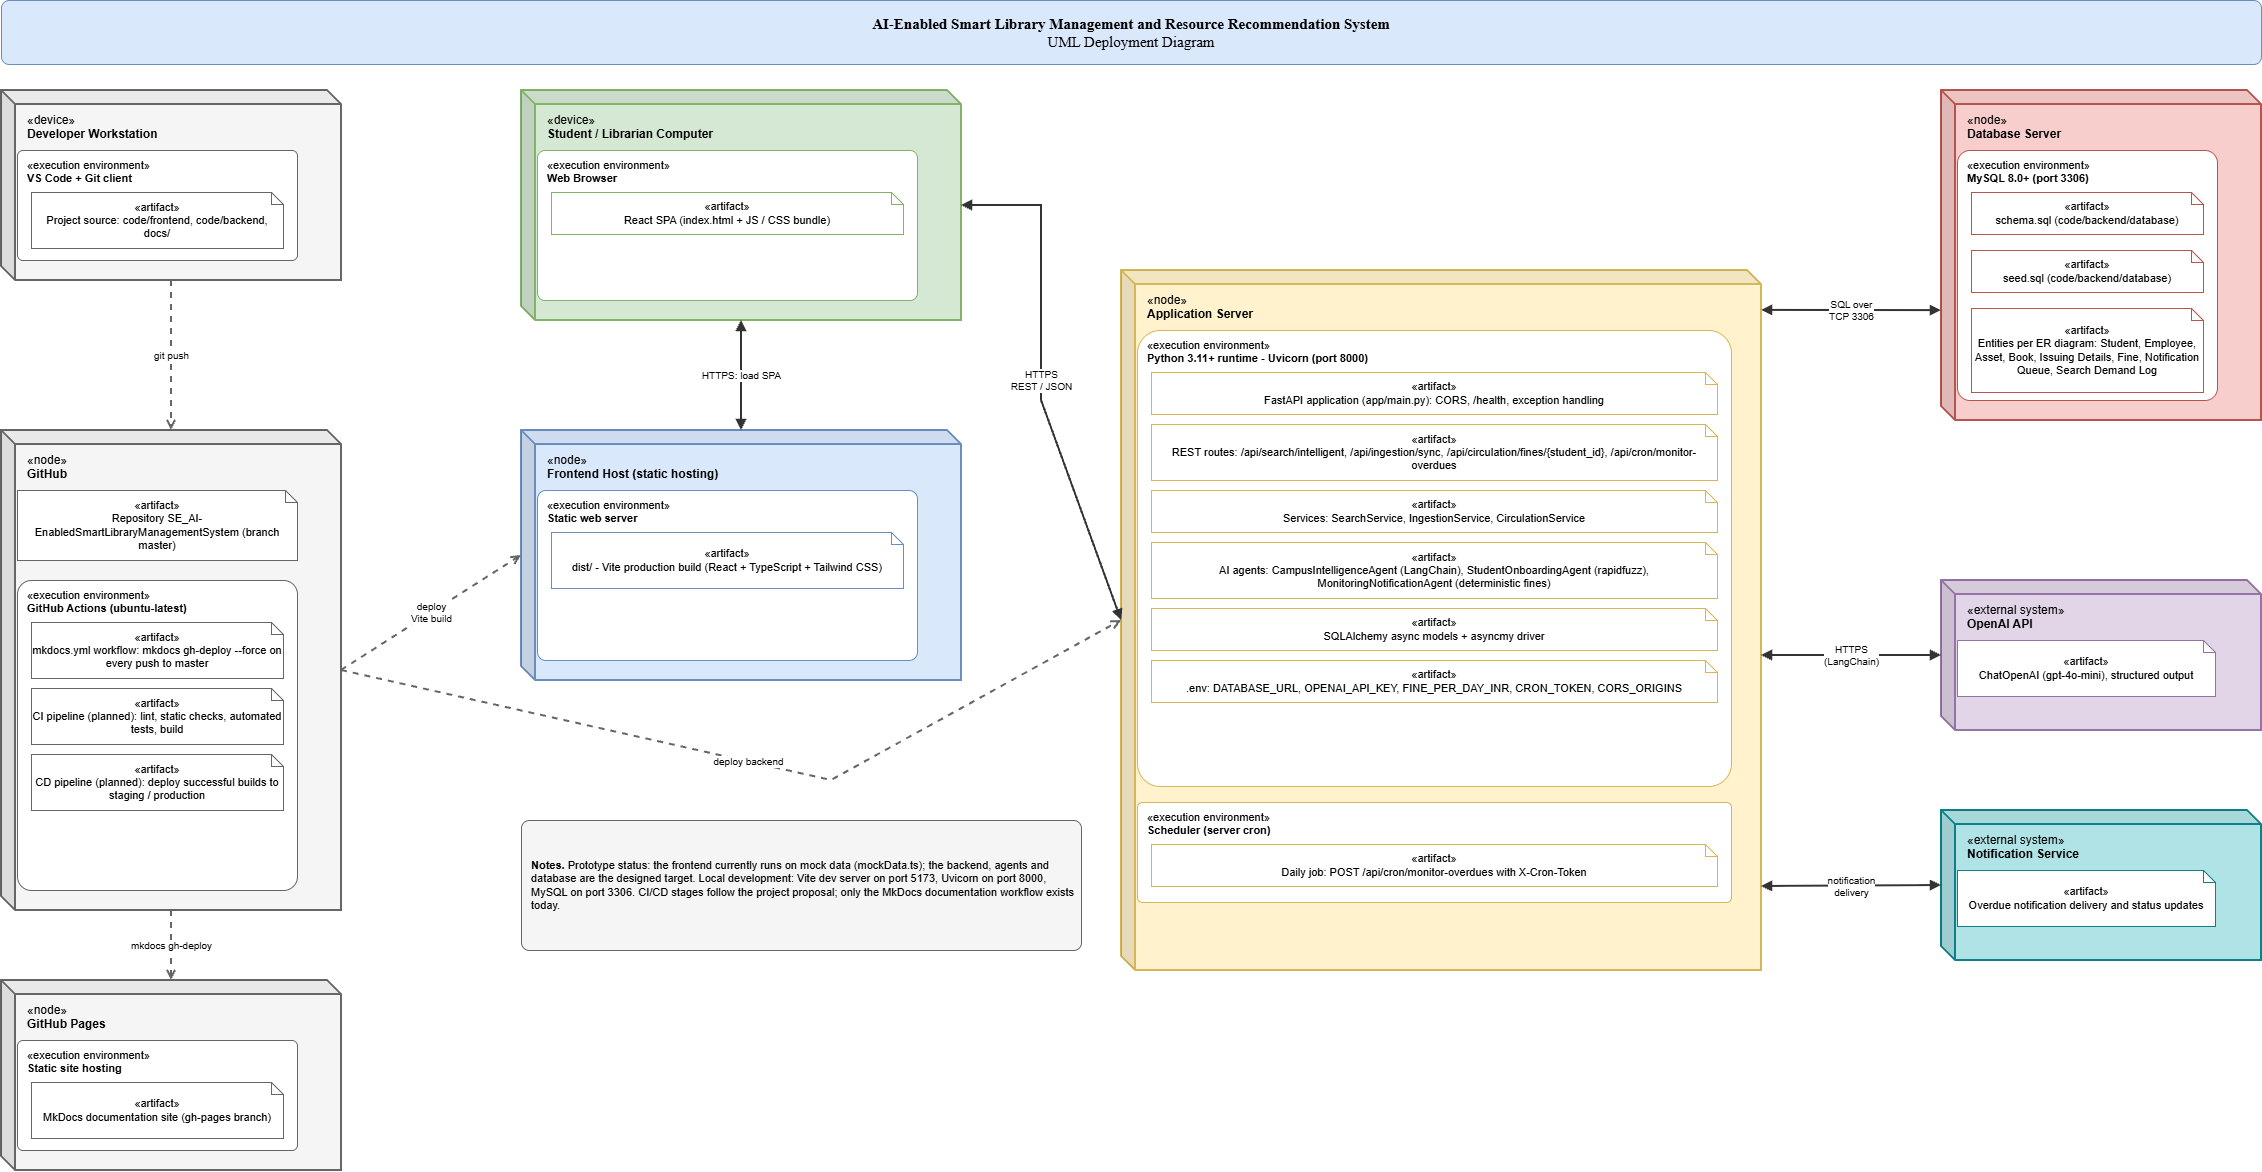 AI-Enabled Smart Library Management and Resource Recommendation System
UML Deployment Diagram
«device»
Developer Workstation
«execution environment»
VS Code + Git client
«artifact»
Project source: code/frontend, code/backend,
docs/
git push
«node»
GitHub
«artifact»
Repository SE_AI-
EnabledSmartLibraryManagementSystem (branch
master)
«execution environment»
GitHub Actions (ubuntu-latest)
«artifact»
mkdocs.yml workflow: mkdocs gh-deploy --force on
every push to master
«artifact»
CI pipeline (planned): lint, static checks, automated
tests, build
«artifact»
CD pipeline (planned): deploy successful builds to
staging / production
mkdocs gh-deploy
«node»
GitHub Pages
«execution environment»
Static site hosting
«artifact»
MkDocs documentation site (gh-pages branch)
«device»
Student / Librarian Computer
«execution environment»
Web Browser
«artifact»
React SPA (index.html + JS / CSS bundle)
HTTPS: load SPA
«node»
Frontend Host (static hosting)
«execution environment»
Static web server
«artifact»
dist/ - Vite production build (React + TypeScript + Tailwind CSS)
deploy
Vite build
deploy backend
Notes. Prototype status: the frontend currently runs on mock data (mockData.ts); the backend, agents and
database are the designed target. Local development: Vite dev server on port 5173, Uvicorn on port 8000,
MySQL on port 3306. CI/CD stages follow the project proposal; only the MkDocs documentation workflow exists
today.
HTTPS
REST / JSON
«node»
Application Server
«execution environment»
Python 3.11+ runtime - Uvicorn (port 8000)
«artifact»
FastAPI application (app/main.py): CORS, /health, exception handling
«artifact»
REST routes: /api/search/intelligent, /api/ingestion/sync, /api/circulation/fines/{student_id}, /api/cron/monitor-
overdues
«artifact»
Services: SearchService, IngestionService, CirculationService
«artifact»
AI agents: CampusIntelligenceAgent (LangChain), StudentOnboardingAgent (rapidfuzz),
MonitoringNotificationAgent (deterministic fines)
«artifact»
SQLAlchemy async models + asyncmy driver
«artifact»
.env: DATABASE_URL, OPENAI_API_KEY, FINE_PER_DAY_INR, CRON_TOKEN, CORS_ORIGINS
«execution environment»
Scheduler (server cron)
«artifact»
Daily job: POST /api/cron/monitor-overdues with X-Cron-Token
SQL over
TCP 3306
HTTPS
(LangChain)
notification
delivery
«node»
Database Server
«execution environment»
MySQL 8.0+ (port 3306)
«artifact»
schema.sql (code/backend/database)
«artifact»
seed.sql (code/backend/database)
«artifact»
Entities per ER diagram: Student, Employee,
Asset, Book, Issuing Details, Fine, Notification
Queue, Search Demand Log
«external system»
OpenAI API
«artifact»
ChatOpenAI (gpt-4o-mini), structured output
«external system»
Notification Service
«artifact»
Overdue notification delivery and status updates